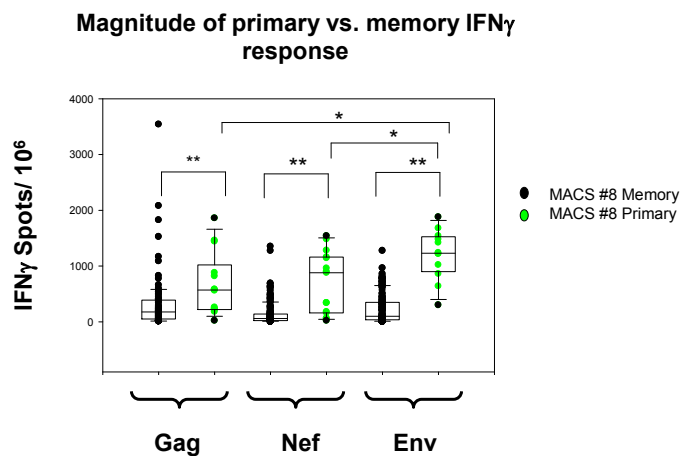 Magnitude of primary vs. memory IFNγ
response
4000
3000
2000
1000
0
IFNγ Spots/ 10⁶
*
*
**
**
**
MACS #8 Memory
MACS #8 Primary
Gag Nef Env